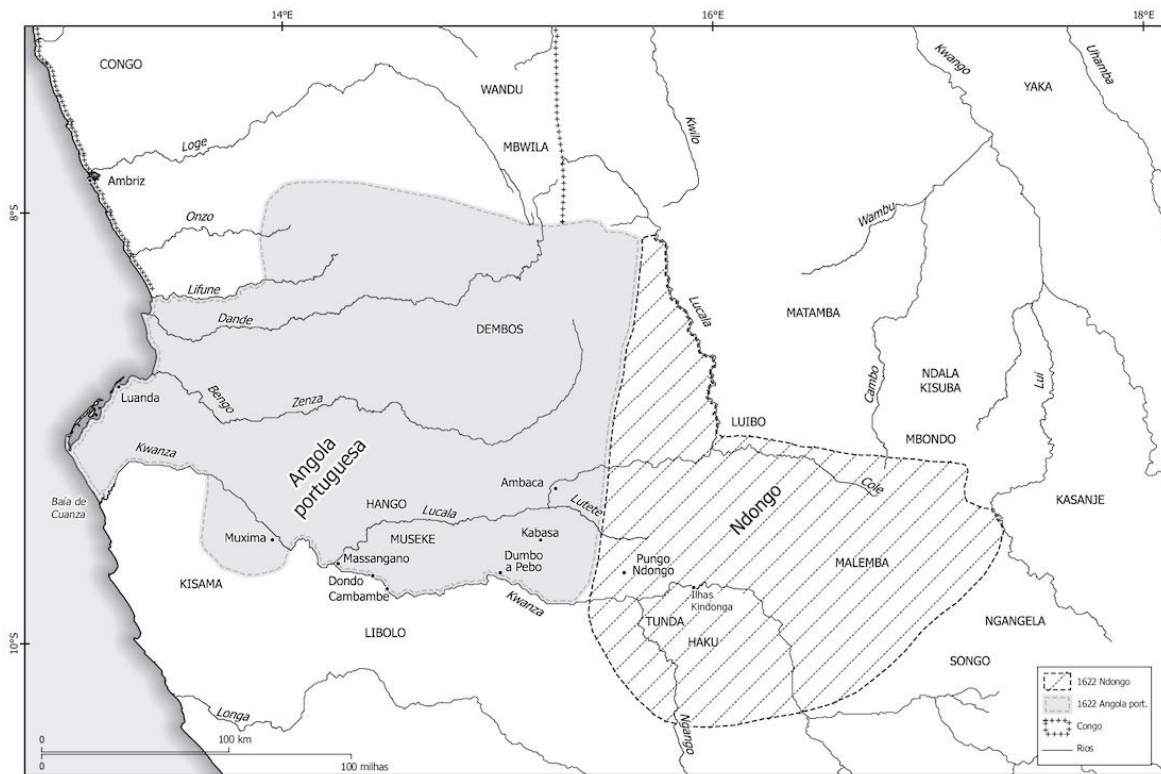 14°E
16°E
18°E
CONGO
Kwango
Uhamba
WANDU
YAKA
Loge
Kwilo
MBWILA
Ambriz
8°S
Onzo
Wambu
Lifune
Lucala
Dande
DEMBOS
MATAMBA
Cambo
NDALA
KISUBA
Lui
Luanda
Bengo
Zenza
LUIBO
MBONDO
Kwanza
Angola
portuguesa
Ambaca
Cole
Baía de
Cuanza
HANGO
Lucala
Lutete
Ndongo
KASANJE
Muxima
MUSEKE
Kabasa
Massangano
Dumbo
a Pebo
Pungo
Ndongo
MALEMBA
KISAMA
Dondo
Cambambe
Kwanza
Ilhas
Kindonga
TUNDA
HAKU
NGANGELA
LIBOLO
10°S
SONGO
Longa
Ngango
1622 Ndongo
1622 Angola port.
Congo
Rios
0
100 km
0
100 milhas